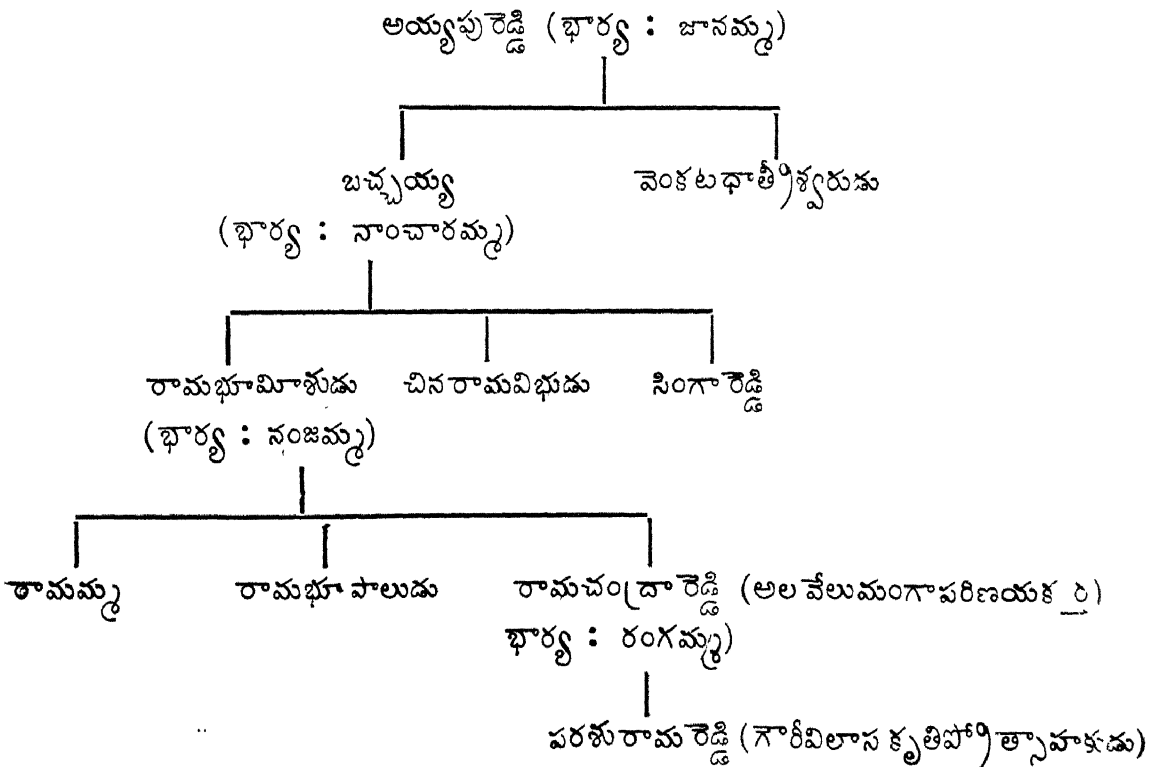 అయ్యపు రెడ్డి (భార్య : జానమ్మ)
బచ్చయ్య వెంకటధాత్రీశ్వరుడు
(భార్య : నాంచారమ్మ)
రామభూమీశుడు చినరామవిభుడు సింగా రెడ్డి
(భార్య : నంజమ్మ)
రామమ్మ రామభూపాలుడు రామచంద్రా రెడ్డి (అలవేలుమంగాపరిణయకర్త)
భార్య : రంగమ్మ)
పరశురామ రెడ్డి (గౌరీవిలాస కృతిప్రోత్సాహకుడు)